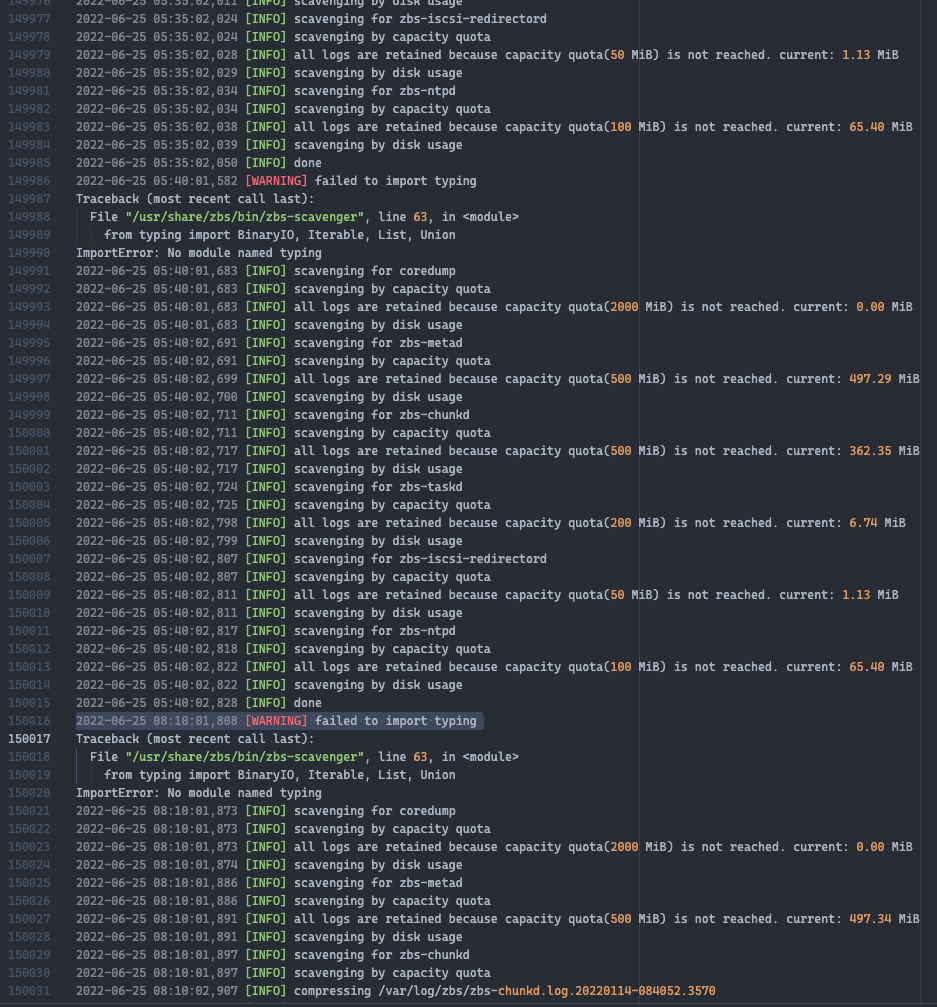 149976 2022-06-25 05:35:02,011 [INFO] scavenging by disk usage
149977 2022-06-25 05:35:02,024 [INFO] scavenging for zbs-iscsi-redirectord
149978 2022-06-25 05:35:02,024 [INFO] scavenging by capacity quota
149979 2022-06-25 05:35:02,028 [INFO] all logs are retained because capacity quota(50 MiB) is not reached. current: 1.13 MiB
149980 2022-06-25 05:35:02,029 [INFO] scavenging by disk usage
149981 2022-06-25 05:35:02,034 [INFO] scavenging for zbs-ntpd
149982 2022-06-25 05:35:02,034 [INFO] scavenging by capacity quota
149983 2022-06-25 05:35:02,038 [INFO] all logs are retained because capacity quota(100 MiB) is not reached. current: 65.40 MiB
149984 2022-06-25 05:35:02,039 [INFO] scavenging by disk usage
149985 2022-06-25 05:35:02,050 [INFO] done
149986 2022-06-25 05:40:01,582 [WARNING] failed to import typing
149987 Traceback (most recent call last):
149988 File "/usr/share/zbs/bin/zbs-scavenger", line 63, in <module>
149989 from typing import BinaryIO, Iterable, List, Union
149990 ImportError: No module named typing
149991 2022-06-25 05:40:01,683 [INFO] scavenging for coredump
149992 2022-06-25 05:40:01,683 [INFO] scavenging by capacity quota
149993 2022-06-25 05:40:01,683 [INFO] all logs are retained because capacity quota(2000 MiB) is not reached. current: 0.00 MiB
149994 2022-06-25 05:40:01,683 [INFO] scavenging by disk usage
149995 2022-06-25 05:40:01,691 [INFO] scavenging for zbs-metad
149996 2022-06-25 05:40:01,691 [INFO] scavenging by capacity quota
149997 2022-06-25 05:40:02,699 [INFO] all logs are retained because capacity quota(500 MiB) is not reached. current: 497.29 MiB
149998 2022-06-25 05:40:02,700 [INFO] scavenging by disk usage
149999 2022-06-25 05:40:02,711 [INFO] scavenging for zbs-chunkd
150000 2022-06-25 05:40:02,711 [INFO] scavenging by capacity quota
150001 2022-06-25 05:40:02,717 [INFO] all logs are retained because capacity quota(500 MiB) is not reached. current: 362.35 MiB
150002 2022-06-25 05:40:02,717 [INFO] scavenging by disk usage
150003 2022-06-25 05:40:02,724 [INFO] scavenging for zbs-taskd
150004 2022-06-25 05:40:02,725 [INFO] scavenging by capacity quota
150005 2022-06-25 05:40:02,798 [INFO] all logs are retained because capacity quota(200 MiB) is not reached. current: 6.74 MiB
150006 2022-06-25 05:40:02,799 [INFO] scavenging by disk usage
150007 2022-06-25 05:40:02,807 [INFO] scavenging for zbs-iscsi-redirectord
150008 2022-06-25 05:40:02,807 [INFO] scavenging by capacity quota
150009 2022-06-25 05:40:02,811 [INFO] all logs are retained because capacity quota(50 MiB) is not reached. current: 1.13 MiB
150010 2022-06-25 05:40:02,811 [INFO] scavenging by disk usage
150011 2022-06-25 05:40:02,817 [INFO] scavenging for zbs-ntpd
150012 2022-06-25 05:40:02,818 [INFO] scavenging by capacity quota
150013 2022-06-25 05:40:02,822 [INFO] all logs are retained because capacity quota(100 MiB) is not reached. current: 65.40 MiB
150014 2022-06-25 05:40:02,822 [INFO] scavenging by disk usage
150015 2022-06-25 05:40:02,828 [INFO] done
150016 2022-06-25 08:10:01,808 [WARNING] failed to import typing
150017 Traceback (most recent call last):
150018 File "/usr/share/zbs/bin/zbs-scavenger", line 63, in <module>
150019 from typing import BinaryIO, Iterable, List, Union
150020 ImportError: No module named typing
150021 2022-06-25 08:10:01,873 [INFO] scavenging for coredump
150022 2022-06-25 08:10:01,873 [INFO] scavenging by capacity quota
150023 2022-06-25 08:10:01,873 [INFO] all logs are retained because capacity quota(2000 MiB) is not reached. current: 0.00 MiB
150024 2022-06-25 08:10:01,874 [INFO] scavenging by disk usage
150025 2022-06-25 08:10:01,886 [INFO] scavenging for zbs-metad
150026 2022-06-25 08:10:01,886 [INFO] scavenging by capacity quota
150027 2022-06-25 08:10:01,891 [INFO] all logs are retained because capacity quota(500 MiB) is not reached. current: 497.34 MiB
150028 2022-06-25 08:10:01,891 [INFO] scavenging by disk usage
150029 2022-06-25 08:10:01,897 [INFO] scavenging for zbs-chunkd
150030 2022-06-25 08:10:01,897 [INFO] scavenging by capacity quota
150031 2022-06-25 08:10:02,907 [INFO] compressing /var/log/zbs/zbs-chunkd.log.20220114-084052.3570